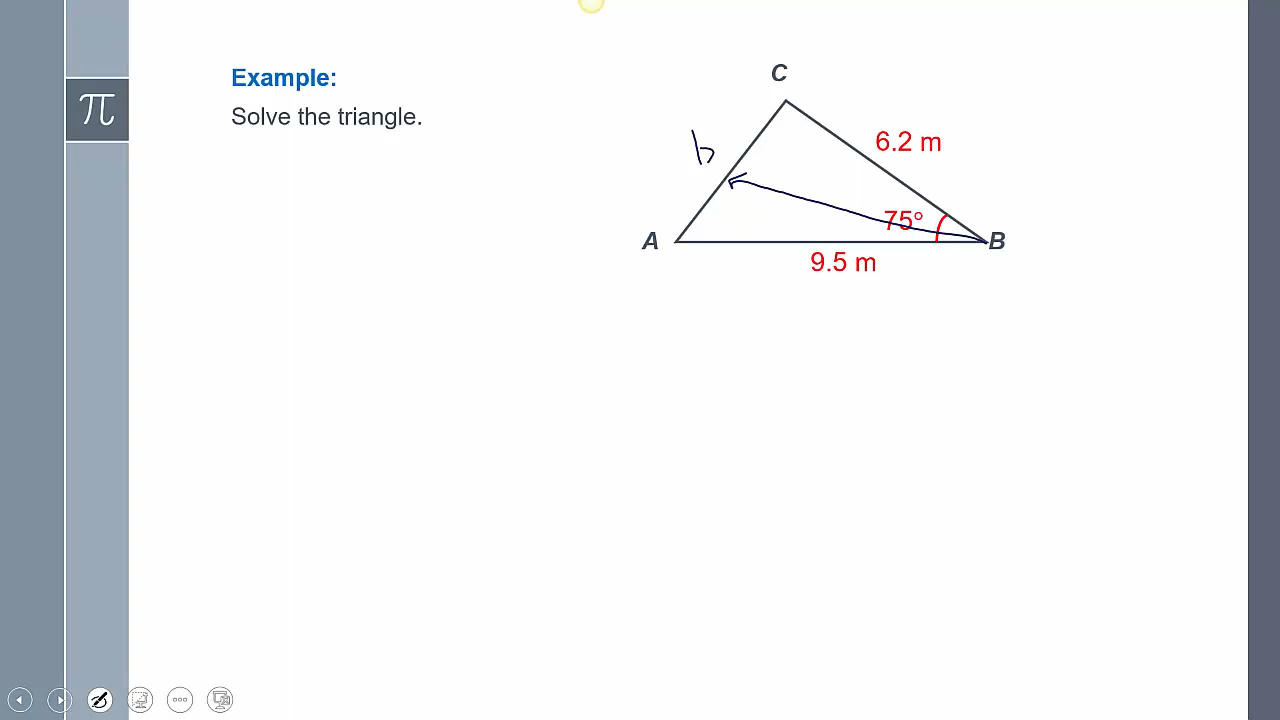 π
Example:
Solve the triangle.
C
b
6.2 m
75°
A
B
9.5 m